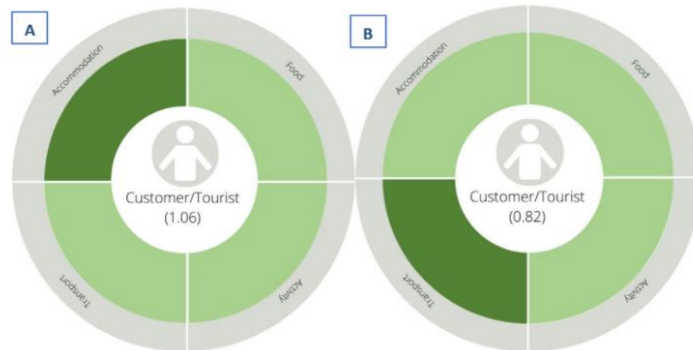 A
Accommodation
Food
Customer/Tourist
(1.06)
Transport
Activity
B
Accommodation
Food
Customer/Tourist
(0.82)
Transport
Activity